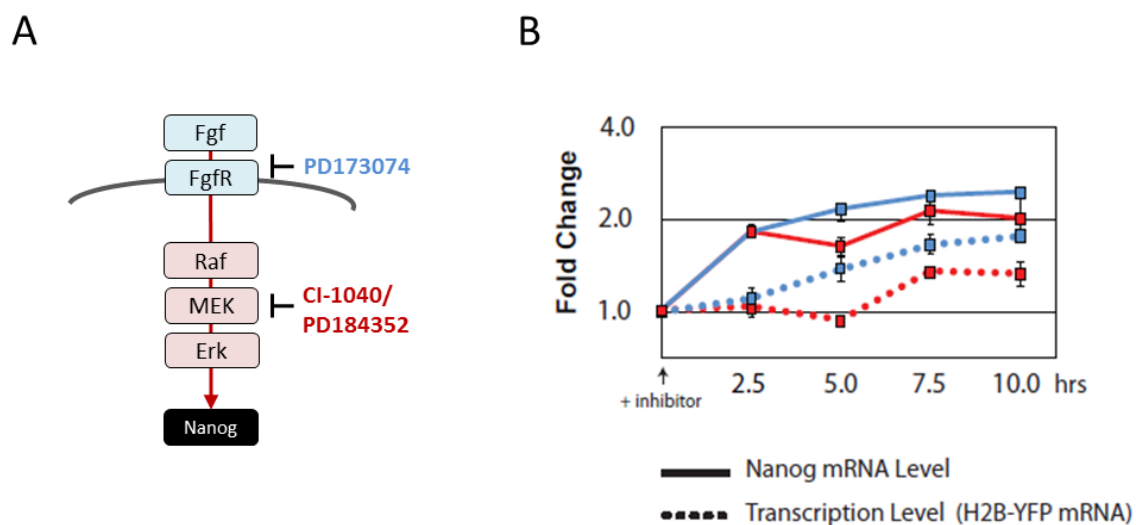 A
Fgf
FgfR
PD173074
Raf
MEK
CI-1040/
PD184352
Erk
Nanog
B
Fold Change
4.0
2.0
1.0
2.5
5.0
7.5
10.0 hrs
+ inhibitor
Nanog mRNA Level
Transcription Level (H2B-YFP mRNA)